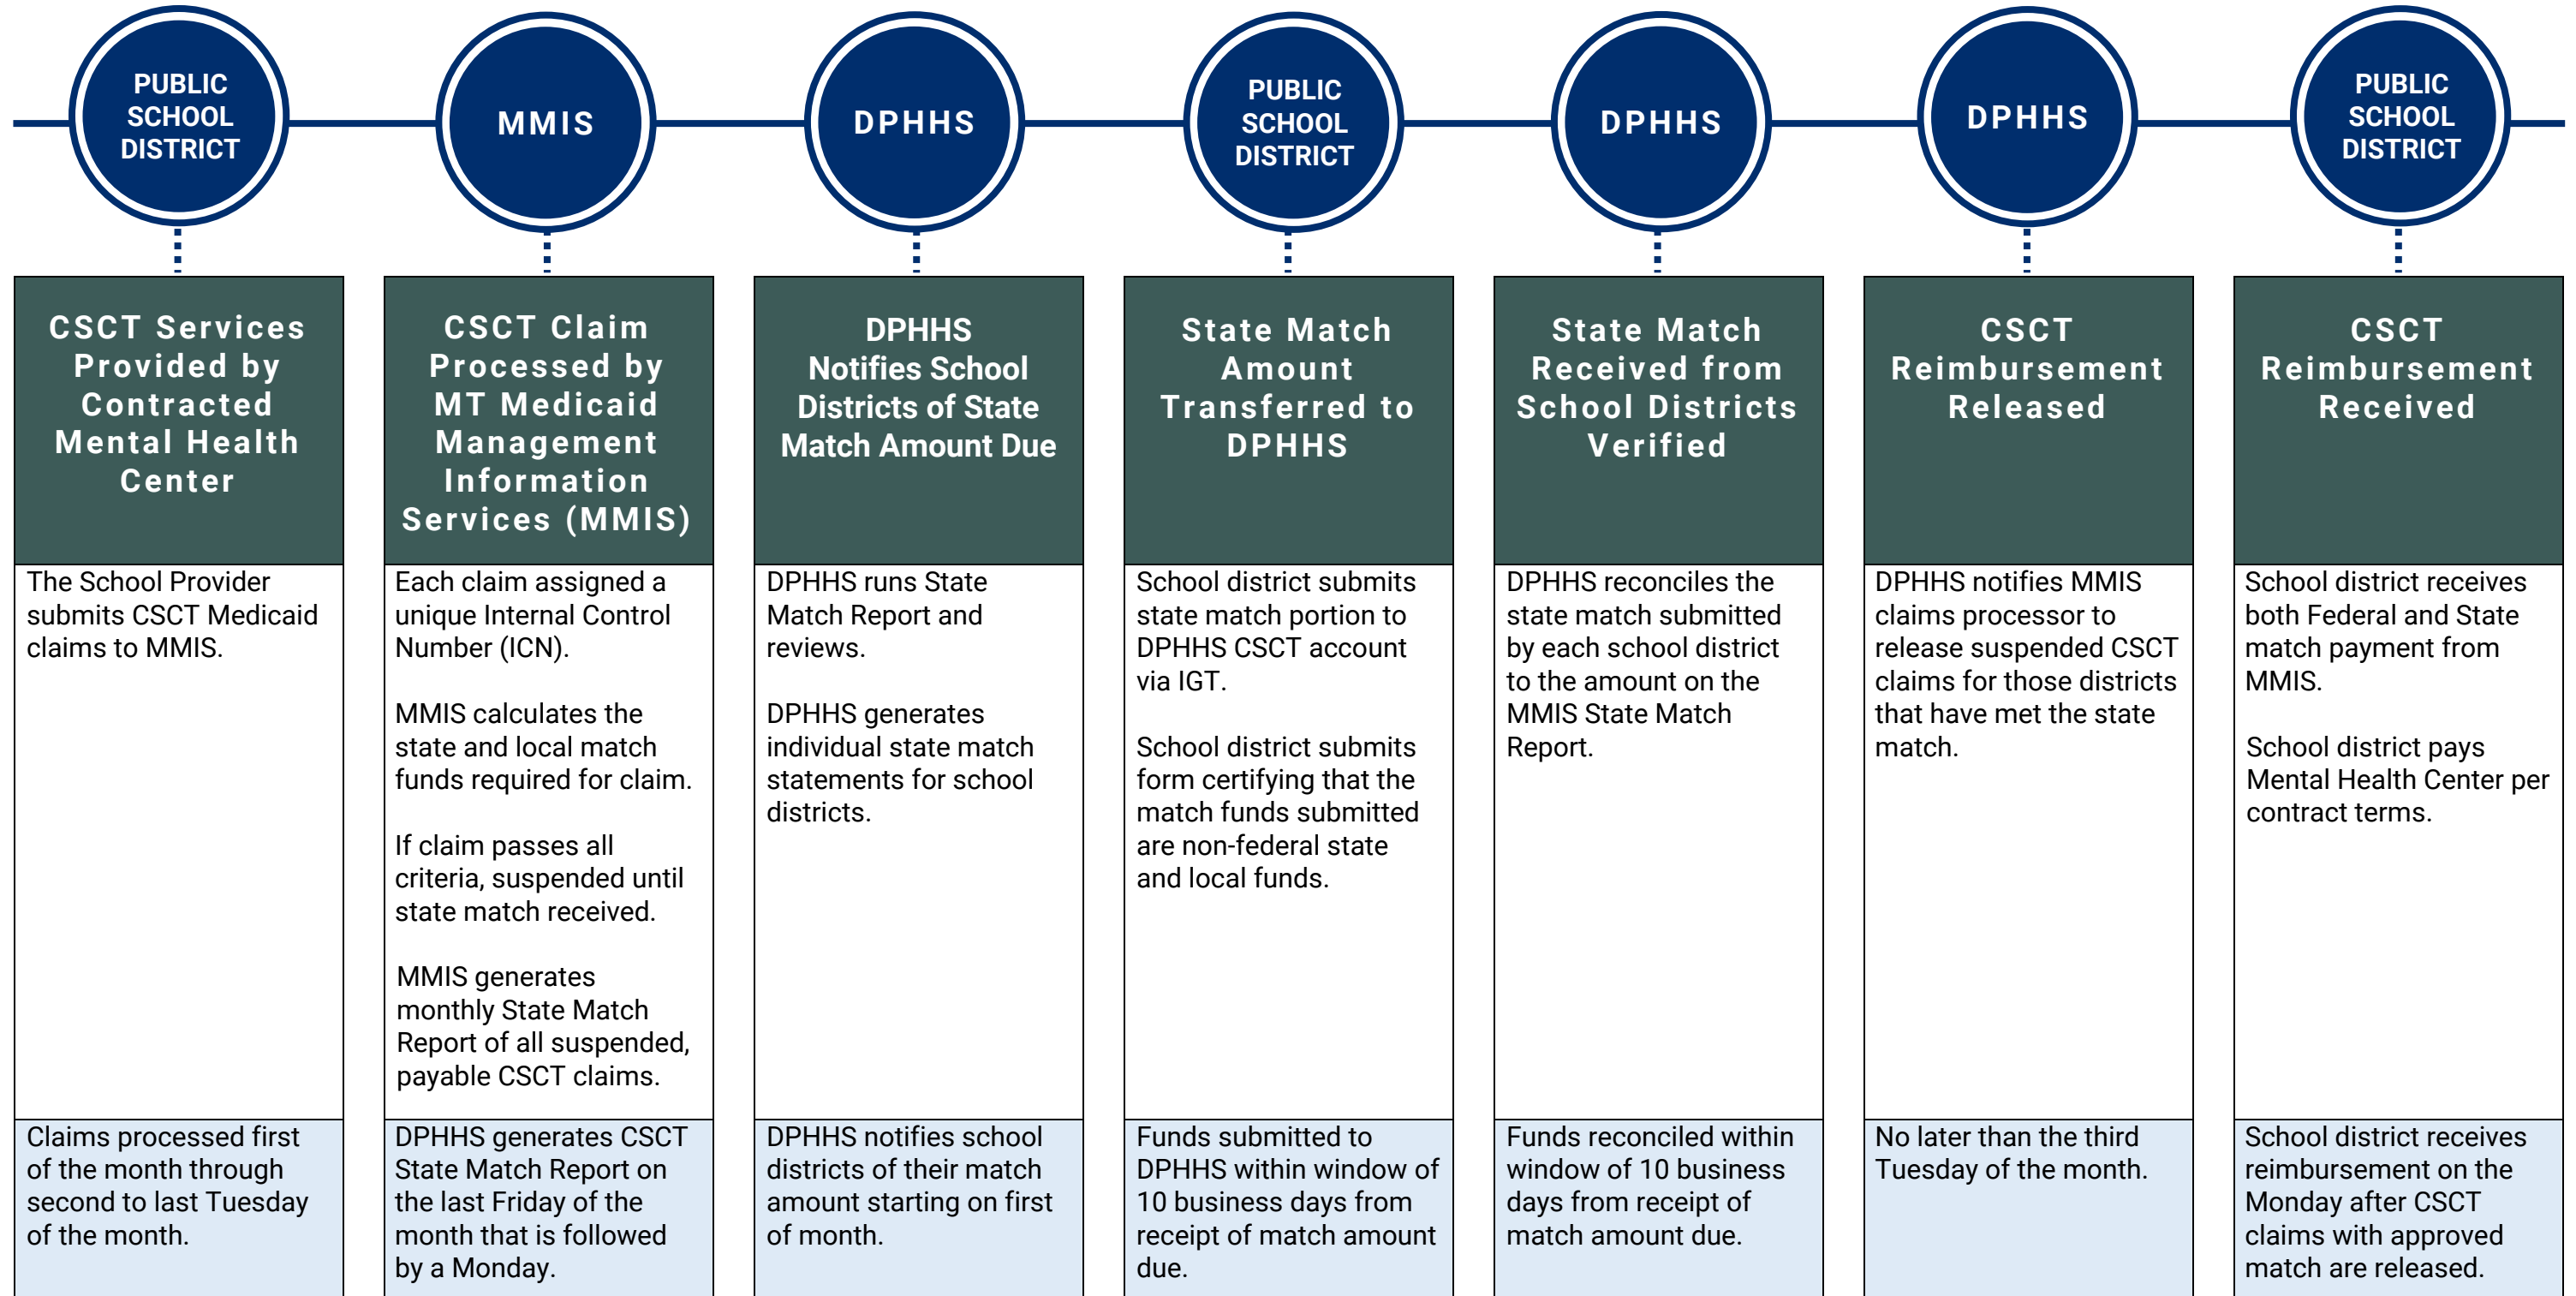 PUBLIC
SCHOOL
DISTRICT
MMIS
DPHHS
PUBLIC
SCHOOL
DISTRICT
DPHHS
DPHHS
PUBLIC
SCHOOL
DISTRICT
CSCT Services
Provided by
Contracted
Mental Health
Center
The School Provider
submits CSCT Medicaid
claims to MMIS.
Claims processed first
of the month through
second to last Tuesday
of the month.
CSCT Claim
Processed by
MT Medicaid
Management
Information
Services (MMIS)
Each claim assigned a
unique Internal Control
Number (ICN).
MMIS calculates the
state and local match
funds required for claim.
If claim passes all
criteria, suspended until
state match received.
MMIS generates
monthly State Match
Report of all suspended,
payable CSCT claims.
DPHHS generates CSCT
State Match Report on
the last Friday of the
month that is followed
by a Monday.
DPHHS
Notifies School
Districts of State
Match Amount Due
DPHHS runs State
Match Report and
reviews.
DPHHS generates
individual state match
statements for school
districts.
DPHHS notifies school
districts of their match
amount starting on first
of month.
State Match
Amount
Transferred to
DPHHS
School district submits
state match portion to
DPHHS CSCT account
via IGT.
School district submits
form certifying that the
match funds submitted
are non-federal state
and local funds.
Funds submitted to
DPHHS within window of
10 business days from
receipt of match amount
due.
State Match
Received from
School Districts
Verified
DPHHS reconciles the
state match submitted
by each school district
to the amount on the
MMIS State Match
Report.
Funds reconciled within
window of 10 business
days from receipt of
match amount due.
CSCT
Reimbursement
Released
DPHHS notifies MMIS
claims processor to
release suspended CSCT
claims for those districts
that have met the state
match.
No later than the third
Tuesday of the month.
CSCT
Reimbursement
Received
School district receives
both Federal and State
match payment from
MMIS.
School district pays
Mental Health Center per
contract terms.
School district receives
reimbursement on the
Monday after CSCT
claims with approved
match are released.